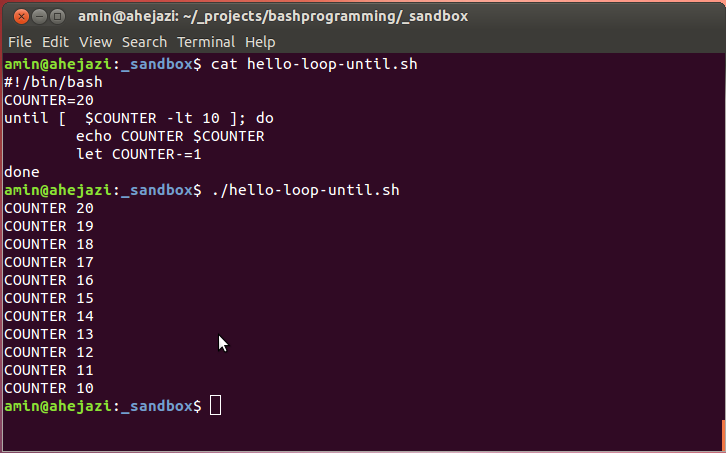 amin@ahejazi: ~/_projects/bashprogramming/_sandbox
File Edit View Search Terminal Help
amin@ahejazi:_sandbox$ cat hello-loop-until.sh
#!/bin/bash
COUNTER=20
until [  $COUNTER -lt 10 ]; do
        echo COUNTER $COUNTER
        let COUNTER-=1
done
amin@ahejazi:_sandbox$ ./hello-loop-until.sh
COUNTER 20
COUNTER 19
COUNTER 18
COUNTER 17
COUNTER 16
COUNTER 15
COUNTER 14
COUNTER 13
COUNTER 12
COUNTER 11
COUNTER 10
amin@ahejazi:_sandbox$